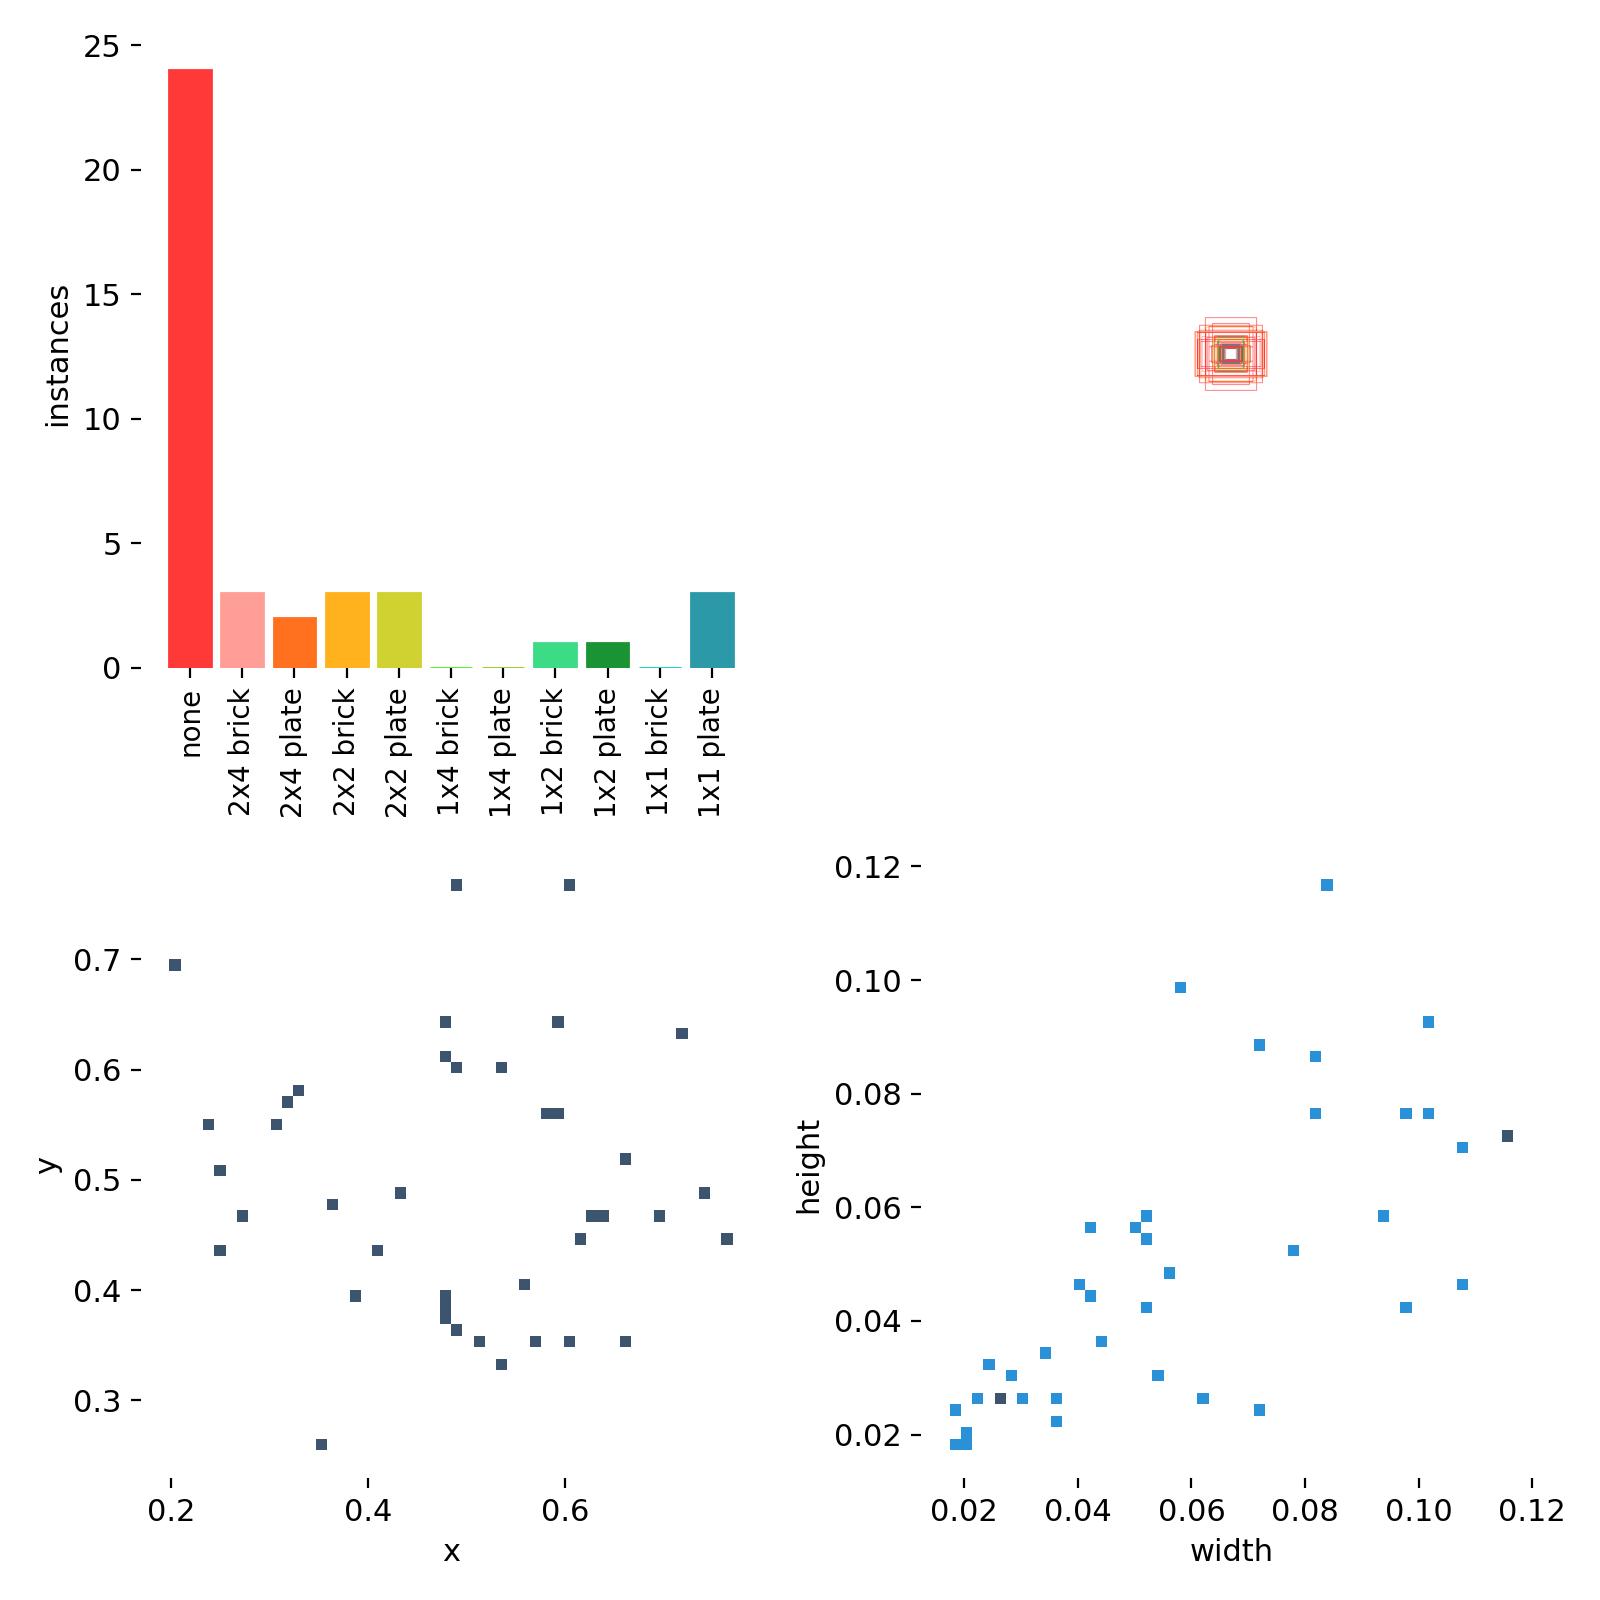 25
20
15
10
5
0
instances
none
2x4 brick
2x4 plate
2x2 brick
2x2 plate
1x4 brick
1x4 plate
1x2 brick
1x2 plate
1x1 brick
1x1 plate
0.7
0.6
0.5
0.4
0.3
y
0.2
0.4
0.6
x
0.12
0.10
0.08
0.06
0.04
0.02
height
0.02
0.04
0.06
0.08
0.10
0.12
width